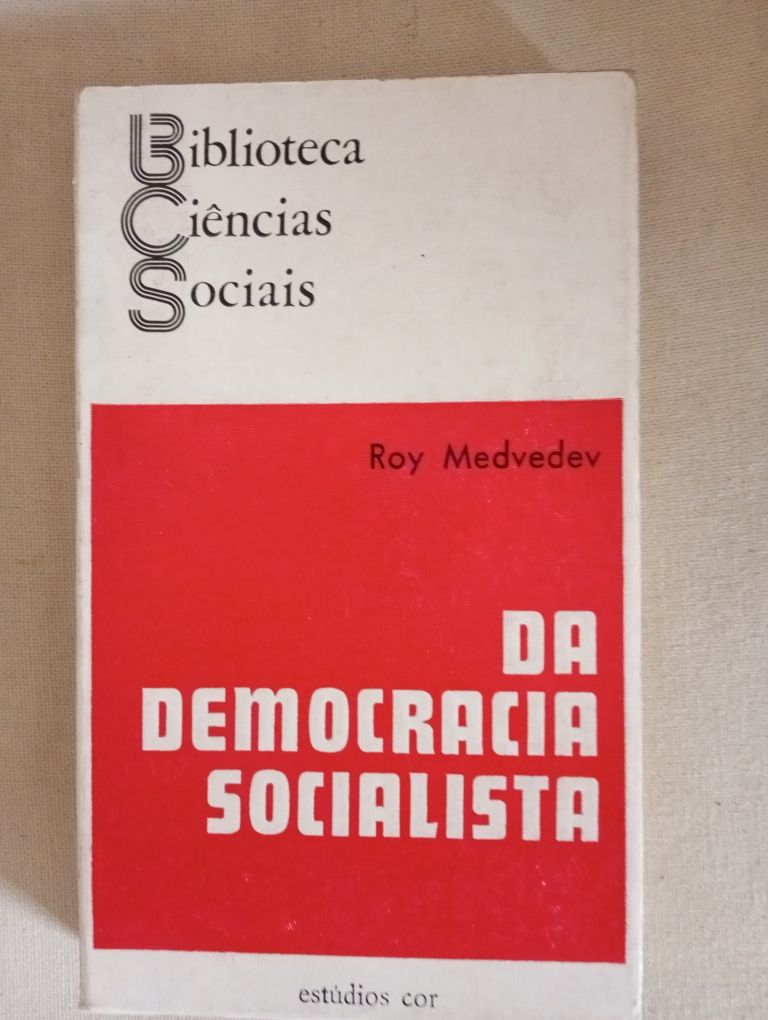 Biblioteca
Ciências
Sociais
Roy Medvedev
DA
DEMOCRACIA
SOCIALISTA
estúdios cor